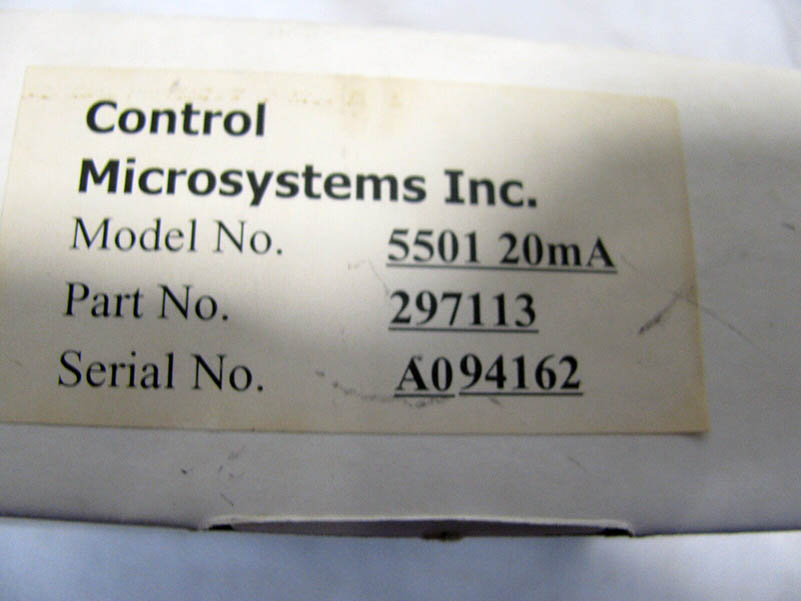 Control
Microsystems Inc.
Model No. 5501 20mA
Part No. 297113
Serial No. A094162